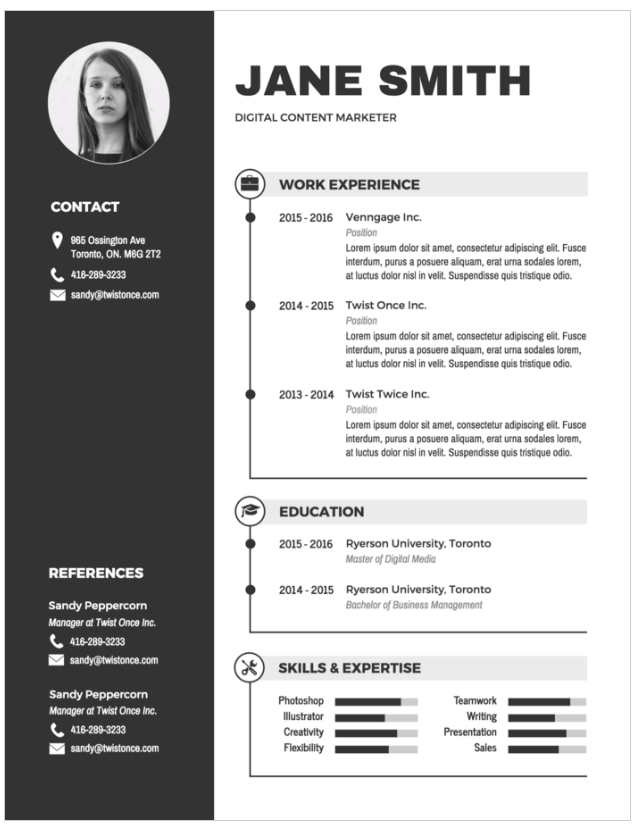 JANE SMITH
DIGITAL CONTENT MARKETER
CONTACT
965 Ossington Ave
Toronto, ON. M6G 2T2
416-289-3233
sandy@twistonce.com
REFERENCES
Sandy Peppercorn
Manager at Twist Once Inc.
416-289-3233
sandy@twistonce.com
Sandy Peppercorn
Manager at Twist Once Inc.
416-289-3233
sandy@twistonce.com
WORK EXPERIENCE
2015 - 2016 Venngage Inc.
Position
Lorem ipsum dolor sit amet, consectetur adipiscing elit. Fusce
interdum, purus a posuere aliquam, erat urna sodales lorem,
at luctus dolor nisl in velit. Suspendisse quis tristique odio.
2014 - 2015 Twist Once Inc.
Position
Lorem ipsum dolor sit amet, consectetur adipiscing elit. Fusce
interdum, purus a posuere aliquam, erat urna sodales lorem,
at luctus dolor nisl in velit. Suspendisse quis tristique odio.
2013 - 2014 Twist Twice Inc.
Position
Lorem ipsum dolor sit amet, consectetur adipiscing elit. Fusce
interdum, purus a posuere aliquam, erat urna sodales lorem,
at luctus dolor nisl in velit. Suspendisse quis tristique odio.
EDUCATION
2015 - 2016 Ryerson University, Toronto
Master of Digital Media
2014 - 2015 Ryerson University, Toronto
Bachelor of Business Management
SKILLS & EXPERTISE
Photoshop
Illustrator
Creativity
Flexibility
Teamwork
Writing
Presentation
Sales